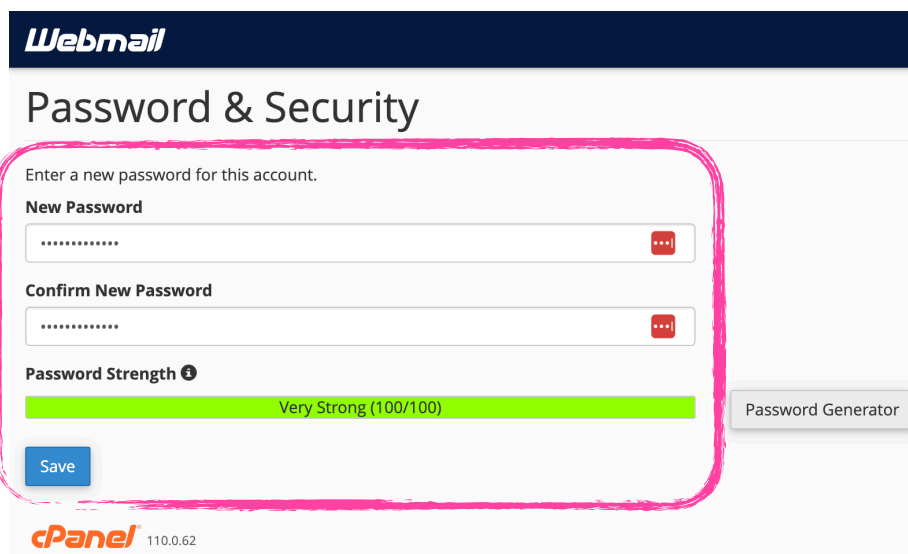 Webmail
Password & Security
Enter a new password for this account.
New Password
•••••••••••••
Confirm New Password
•••••••••••••
Password Strength
Very Strong (100/100)
Password Generator
Save
cPanel® 110.0.62